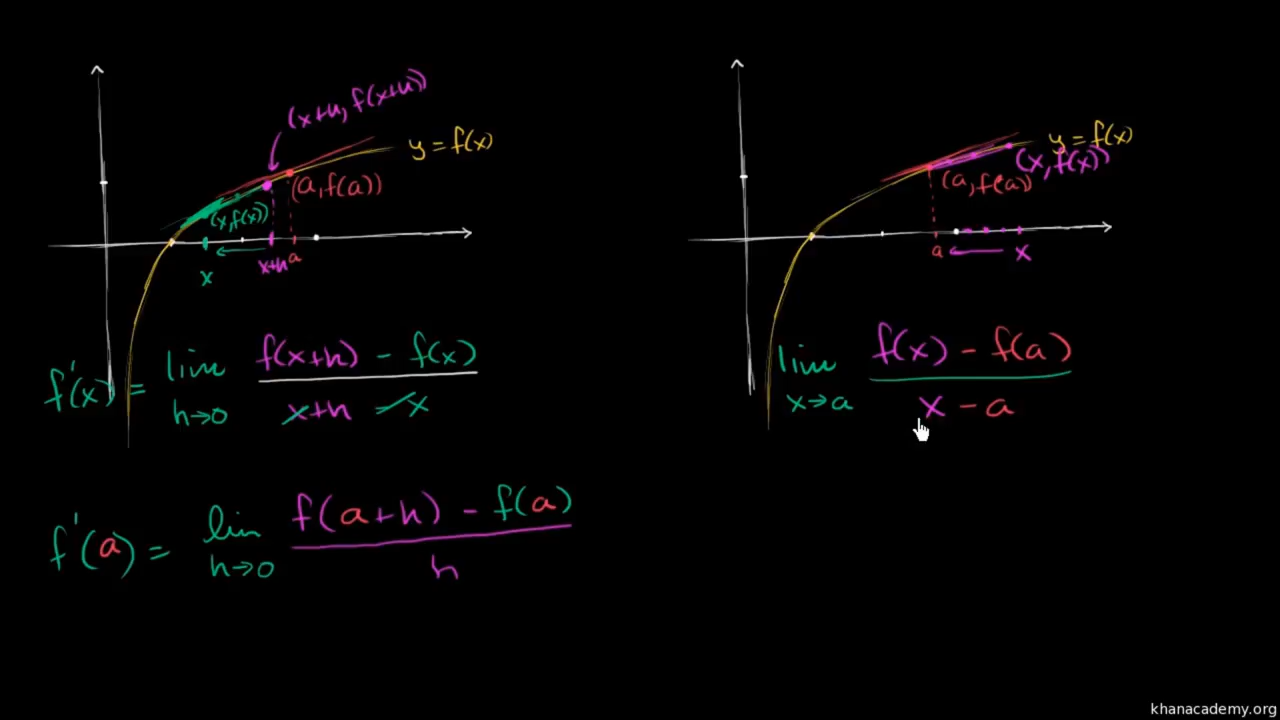 (x+h, f(x+h))
y = f(x)
(a, f(a))
(x, f(x))
x
x+h
a
f'(x) = lim h→0 f(x+h) - f(x)
x+h - x
f'(a) = lim h→0 f(a+h) - f(a)
h
y = f(x)
(x, f(x))
(a, f(a))
a
x
lim x→a f(x) - f(a)
x - a
khanacademy.org